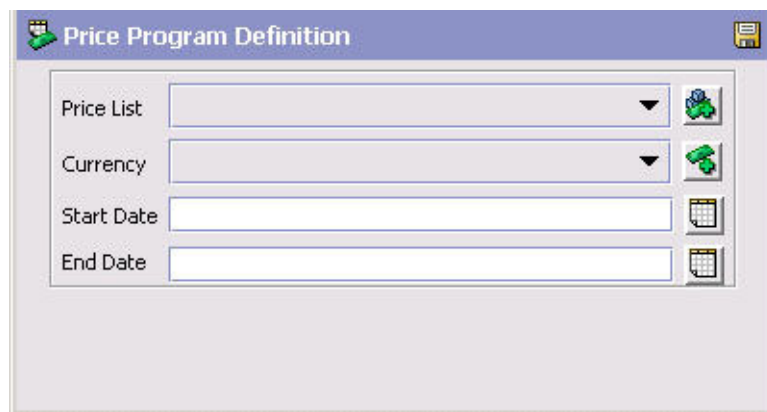 Price Program Definition
Price List
Currency
Start Date
End Date